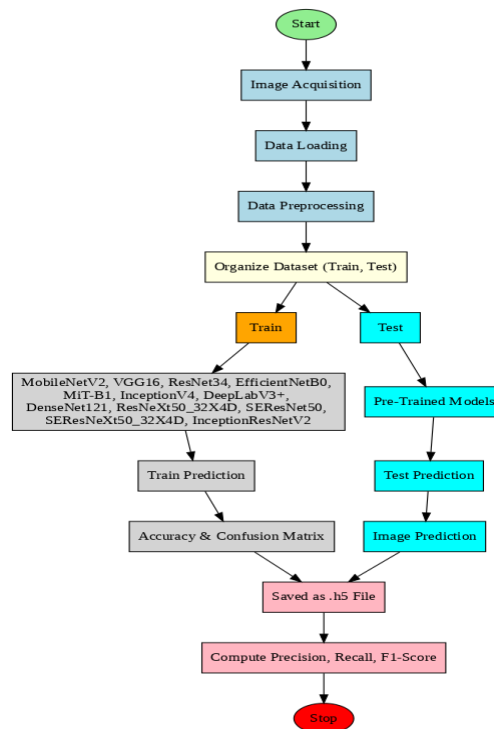 Start
Image Acquisition
Data Loading
Data Preprocessing
Organize Dataset (Train, Test)
Train
Test
MobileNetV2, VGG16, ResNet34, EfficientNetB0,
MiT-B1, InceptionV4, DeepLabV3+,
DenseNet121, ResNeXt50_32X4D, SEResNet50,
SEResNeXt50_32X4D, InceptionResNetV2
Pre-Trained Models
Train Prediction
Test Prediction
Accuracy & Confusion Matrix
Image Prediction
Saved as .h5 File
Compute Precision, Recall, F1-Score
Stop